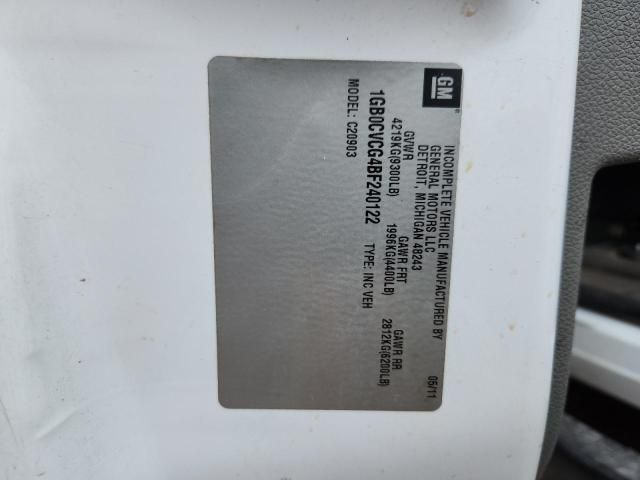 GM
INCOMPLETE VEHICLE MANUFACTURED BY
GENERAL MOTORS LLC
DETROIT, MICHIGAN 48243
05/11
GVWR GAWR FRT GAWR RR
4219KG(9300LB) 1996KG(4400LB) 2812KG(6200LB)
1GB0CVCG4BF240122 TYPE: INC VEH
MODEL: C20903